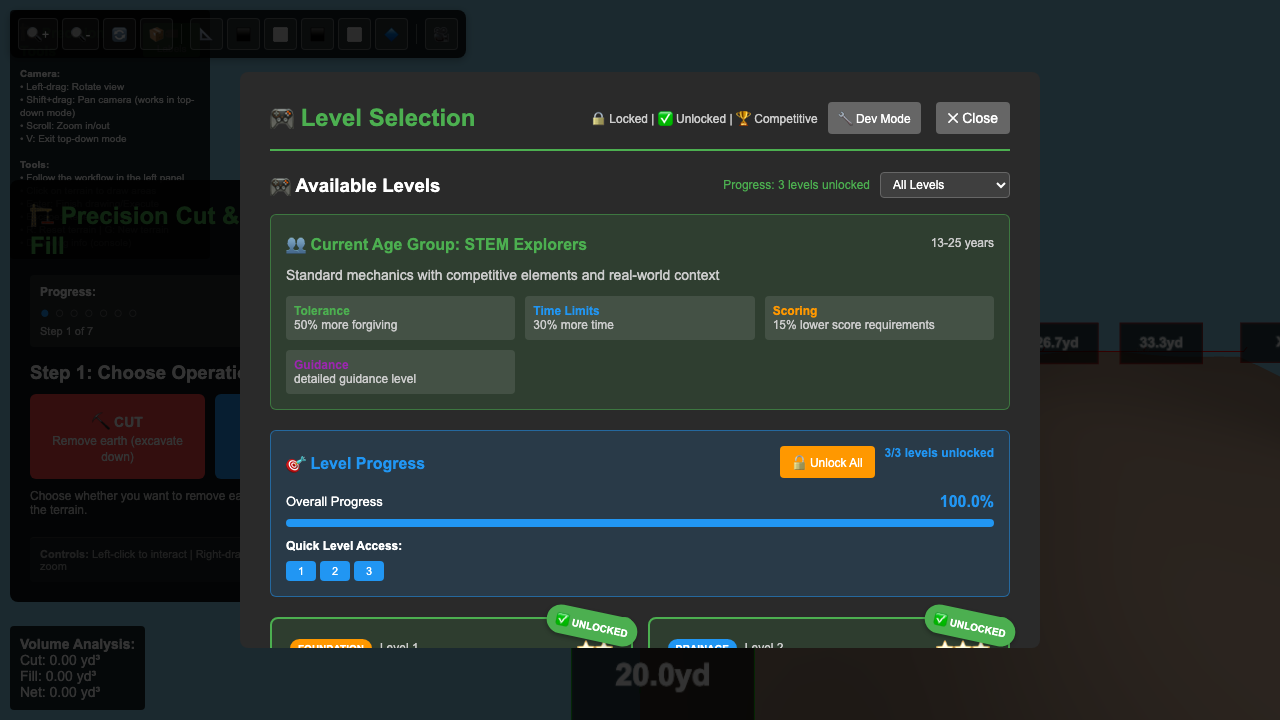 Camera:
• Left-drag: Rotate view
• Shift+drag: Pan camera (works in top-
down mode)
• Scroll: Zoom in/out
• V: Exit top-down mode
Tools:
• Follow the workflow in the left panel
Precision Cut &
Fill
Progress:
Step 1 of 7
Step 1: Choose Operati
CUT
Remove earth (excavate
down)
Choose whether you want to remove ea
the terrain.
Controls: Left-click to interact | Right-dra
zoom
Volume Analysis:
Cut: 0.00 yd³
Fill: 0.00 yd³
Net: 0.00 yd³
🎮 Level Selection
🔒 Locked | ✅ Unlocked | 🏆 Competitive
🔧 Dev Mode
✕ Close
🎮 Available Levels
Progress: 3 levels unlocked
All Levels
👥 Current Age Group: STEM Explorers
13-25 years
Standard mechanics with competitive elements and real-world context
Tolerance
50% more forgiving
Time Limits
30% more time
Scoring
15% lower score requirements
Guidance
detailed guidance level
🎯 Level Progress
🔓 Unlock All
3/3 levels unlocked
Overall Progress
100.0%
Quick Level Access:
1 2 3
✅ UNLOCKED
FOUNDATION Level 1
✅ UNLOCKED
DRAINAGE Level 2
26.7yd
33.3yd
20.0yd